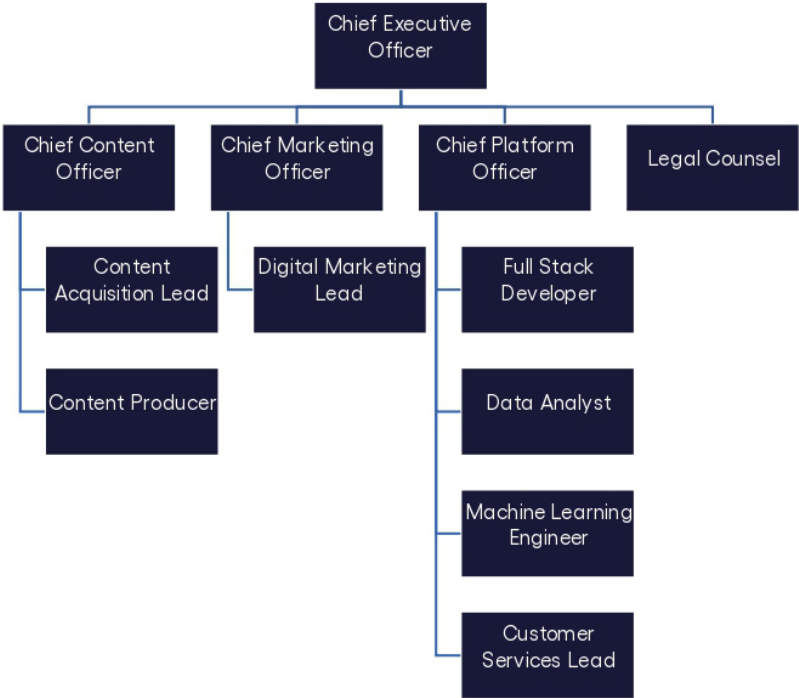 Chief Executive
Officer
Chief Content
Officer
Chief Marketing
Officer
Chief Platform
Officer
Legal Counsel
Content
Acquisition Lead
Digital Marketing
Lead
Full Stack
Developer
Content Producer
Data Analyst
Machine Learning
Engineer
Customer
Services Lead